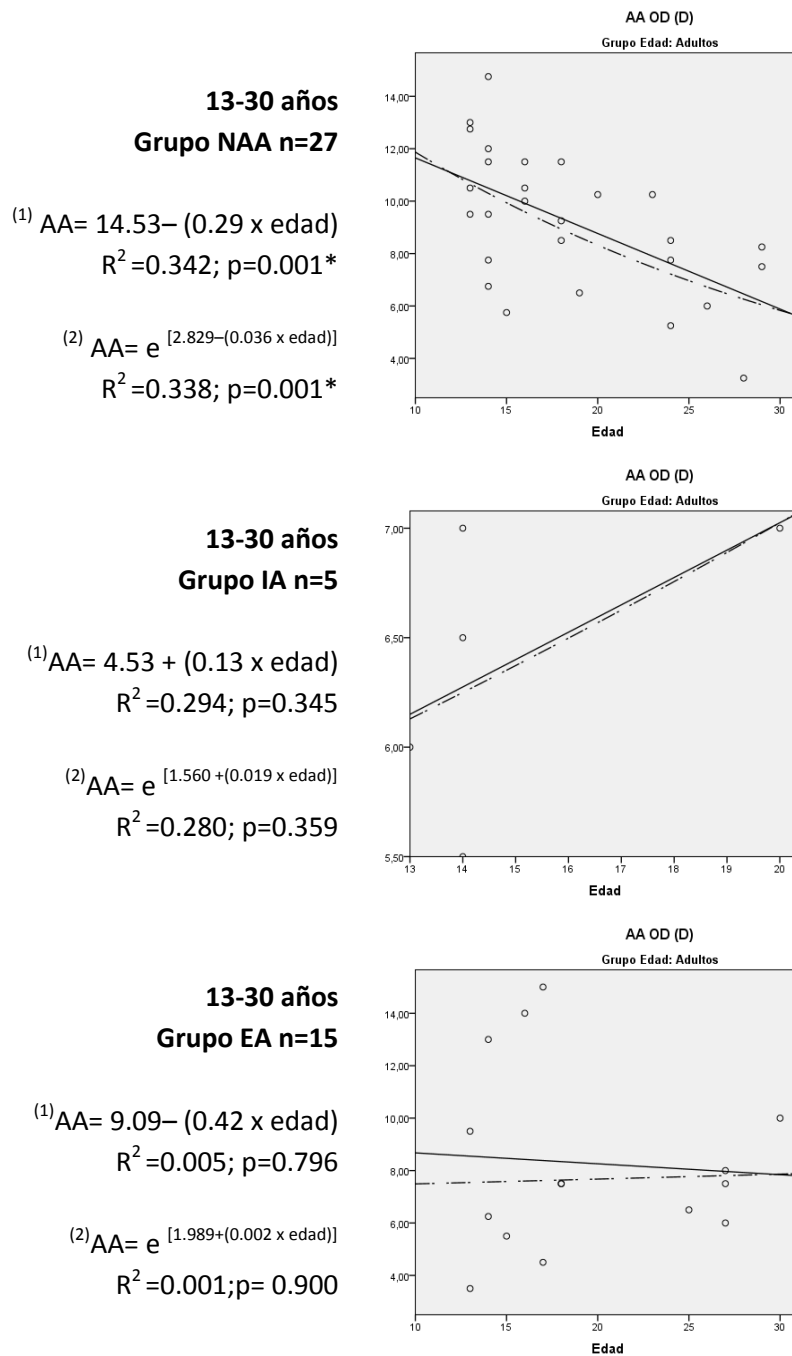 AA OD (D)
Grupo Edad: Adultos
13-30 años
Grupo NAA n=27
(1) AA= 14.53– (0.29 x edad)
R2 =0.342; p=0.001*
(2) AA= e [2.829–(0.036 x edad)]
R2 =0.338; p=0.001*
14,00
12,00
10,00
8,00
6,00
4,00
10 15 20 25 30
Edad
AA OD (D)
Grupo Edad: Adultos
13-30 años
Grupo IA n=5
(1)AA= 4.53 + (0.13 x edad)
R2 =0.294; p=0.345
(2)AA= e [1.560 +(0.019 x edad)]
R2 =0.280; p=0.359
7,00
6,50
6,00
5,50
13 14 15 16 17 18 19 20
Edad
AA OD (D)
Grupo Edad: Adultos
13-30 años
Grupo EA n=15
(1)AA= 9.09– (0.42 x edad)
R2 =0.005; p=0.796
(2)AA= e [1.989+(0.002 x edad)]
R2 =0.001;p= 0.900
14,00
12,00
10,00
8,00
6,00
4,00
10 15 20 25 30
Edad